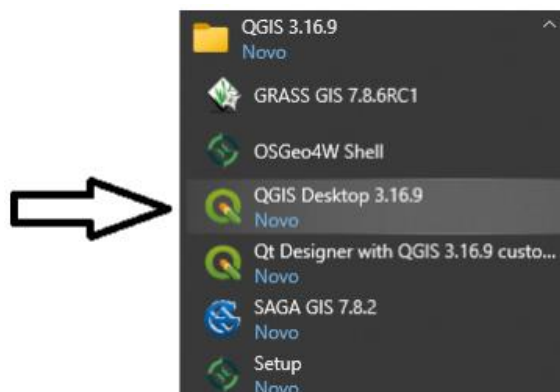 QGIS 3.16.9
Novo
GRASS GIS 7.8.6RC1
OSGeo4W Shell
QGIS Desktop 3.16.9
Novo
Qt Designer with QGIS 3.16.9 custo...
Novo
SAGA GIS 7.8.2
Novo
Setup
Novo